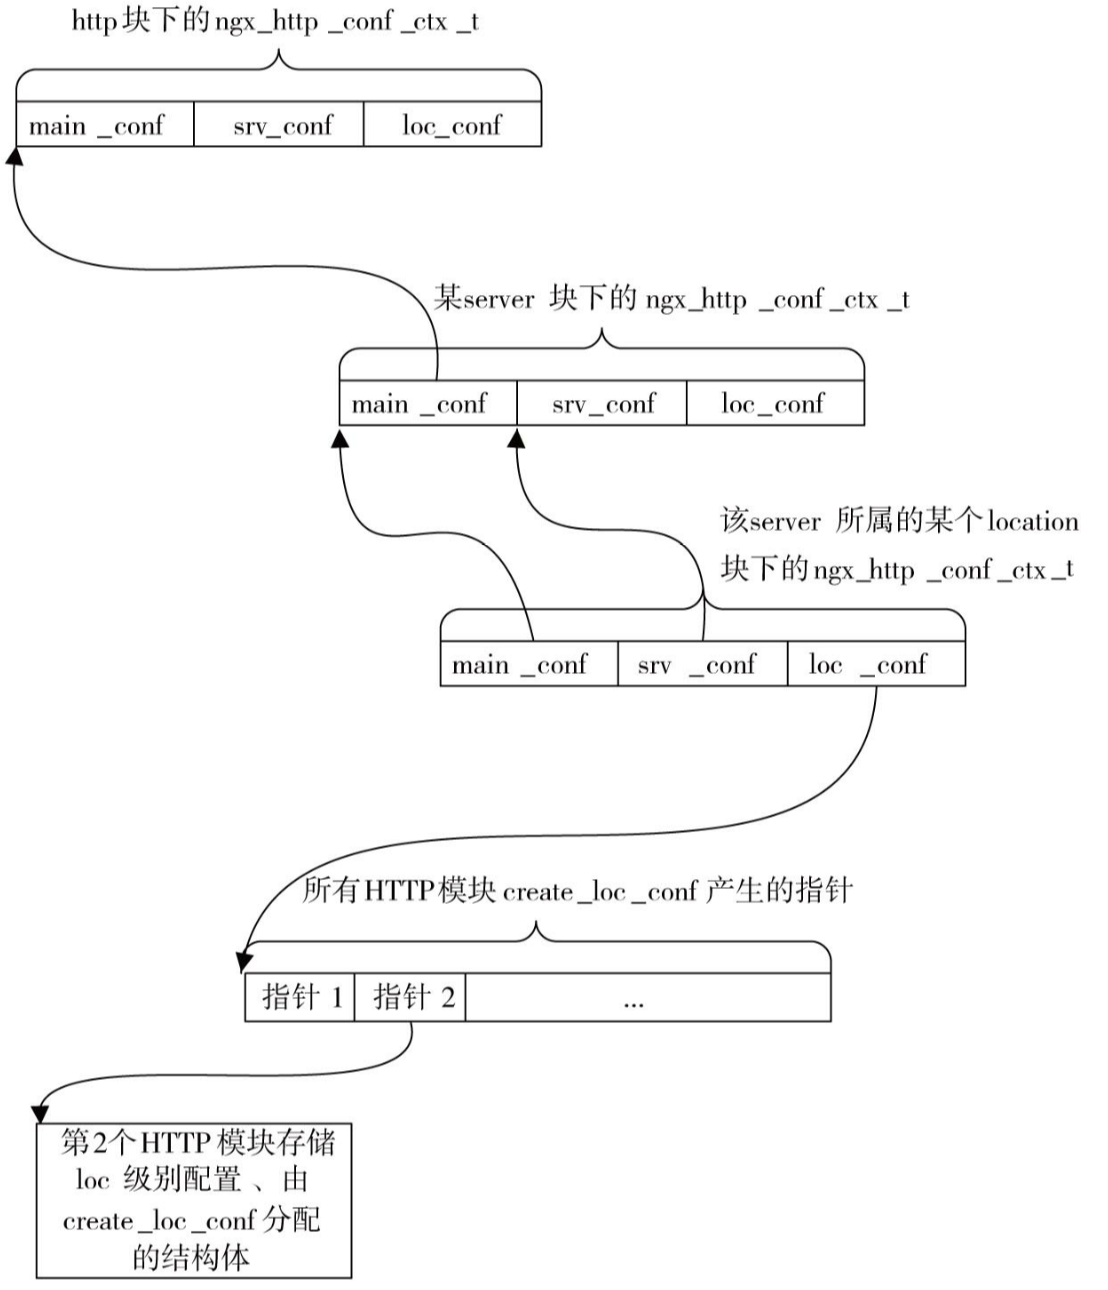 http块下的ngx_http _conf _ctx _t
main _conf
srv_conf
loc_conf
某server 块下的 ngx_http _conf _ctx _t
main _conf
srv_conf
loc_conf
该server 所属的某个location
块下的ngx_http _conf _ctx _t
main _conf
srv _conf
loc _conf
所有HTTP模块 create _loc _conf 产生的指针
指针 1
指针 2
...
第2个HTTP 模块存储
loc 级别配置 、由
create _loc _conf 分配
的结构体